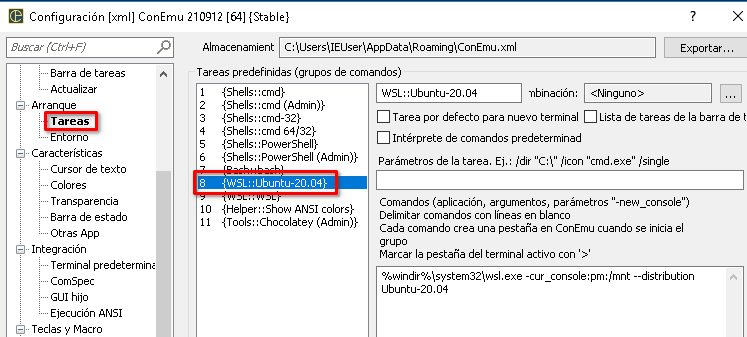 Configuración [xml] ConEmu 210912 [64] {Stable}
Buscar (Ctrl+F)
Almacenamient
C:\Users\IEUser\AppData\Roaming\ConEmu.xml
Exportar...
Barra de tareas
Actualizar
Arranque
Tareas
Entorno
Características
Cursor de texto
Colores
Transparencia
Barra de estado
Otras App
Integración
Terminal predetermina
ComSpec
GUI hijo
Ejecución ANSI
Teclas y Macro
Tareas predefinidas (grupos de comandos)
1 {Shells::cmd}
2 {Shells::cmd (Admin)}
3 {Shells::cmd-32}
4 {Shells::cmd 64/32}
5 {Shells::PowerShell}
6 {Shells::PowerShell (Admin)}
7 {Bash::bash}
8 {WSL::Ubuntu-20.04}
9 {WSL::WSL}
10 {Helper::Show ANSI colors}
11 {Tools::Chocolatey (Admin)}
WSL::Ubuntu-20.04
mbinación:
<Ninguno>
...
Tarea por defecto para nuevo terminal
Lista de tareas de la barra de t
Intérprete de comandos predeterminad
Parámetros de la tarea. Ej.: /dir "C:\" /icon "cmd.exe" /single
Comandos (aplicación, argumentos, parámetros "-new_console")
Delimitar comandos con líneas en blanco
Cada comando crea una pestaña en ConEmu cuando se inicia el
grupo
Marcar la pestaña del terminal activo con '>'
%windir%\system32\wsl.exe -cur_console:pm:/mnt --distribution
Ubuntu-20.04